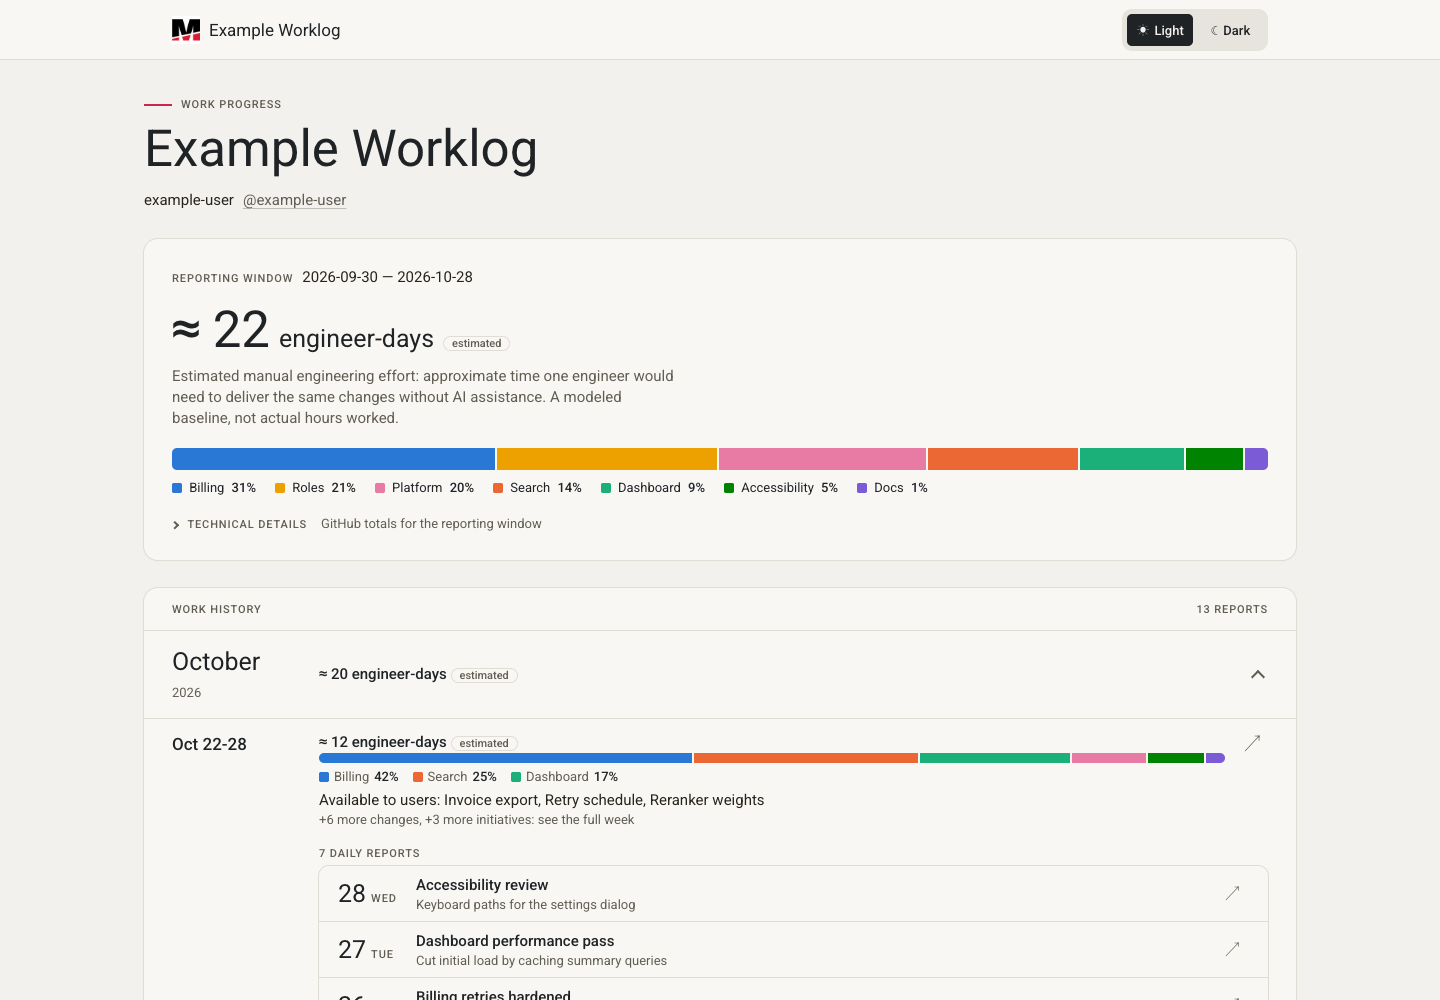 Example Worklog
Light
Dark
WORK PROGRESS
Example Worklog
example-user @example-user
REPORTING WINDOW 2026-09-30 — 2026-10-28
≈ 22 engineer-days estimated
Estimated manual engineering effort: approximate time one engineer would
need to deliver the same changes without AI assistance. A modeled
baseline, not actual hours worked.
Billing 31% Roles 21% Platform 20% Search 14% Dashboard 9% Accessibility 5% Docs 1%
TECHNICAL DETAILS GitHub totals for the reporting window
WORK HISTORY
13 REPORTS
October
2026
≈ 20 engineer-days estimated
Oct 22-28
≈ 12 engineer-days estimated
Billing 42% Search 25% Dashboard 17%
Available to users: Invoice export, Retry schedule, Reranker weights
+6 more changes, +3 more initiatives: see the full week
7 DAILY REPORTS
28 WED
Accessibility review
Keyboard paths for the settings dialog
27 TUE
Dashboard performance pass
Cut initial load by caching summary queries
Billing retries hardened